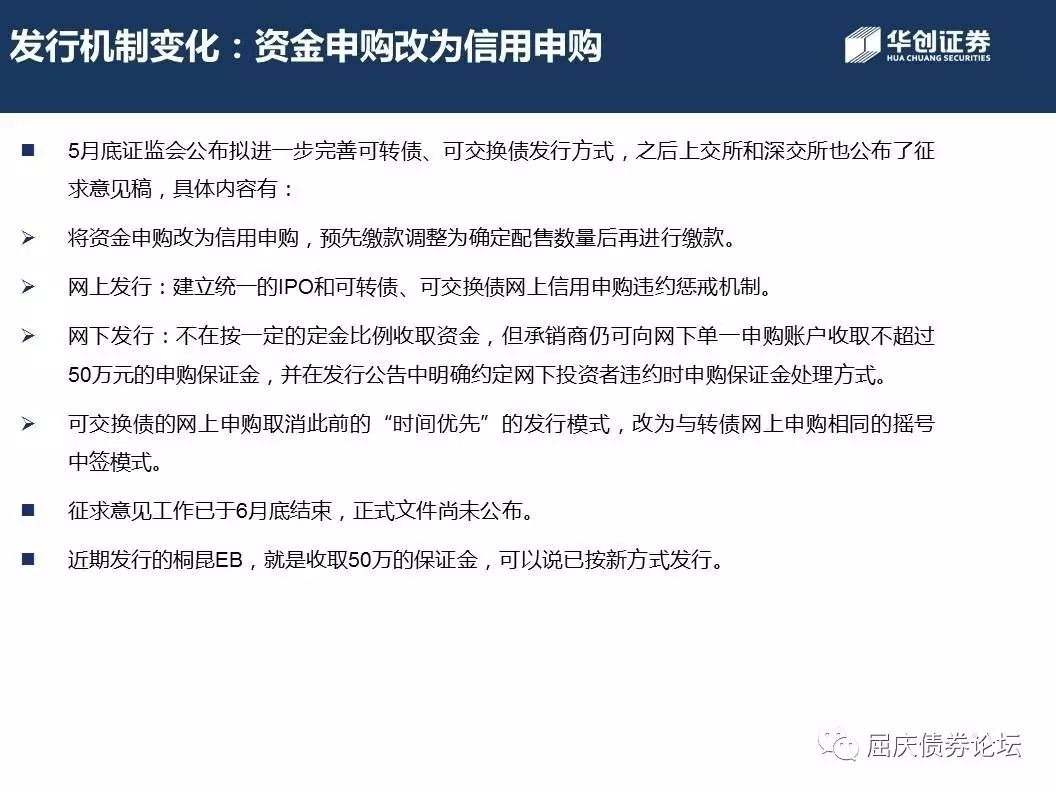 发行机制变化：资金申购改为信用申购
华创证券
HUA CHUANG SECURITIES
5月底证监会公布拟进一步完善可转债、可交换债发行方式，之后上交所和深交所也公布了征
求意见稿，具体内容有：
将资金申购改为信用申购，预先缴款调整为确定配售数量后再进行缴款。
网上发行：建立统一的IPO和可转债、可交换债网上信用申购违约惩戒机制。
网下发行：不在按一定的定金比例收取资金，但承销商仍可向网下单一申购账户收取不超过
50万元的申购保证金，并在发行公告中明确约定网下投资者违约时申购保证金处理方式。
可交换债的网上申购取消此前的“时间优先”的发行模式，改为与转债网上申购相同的摇号
中签模式。
征求意见工作已于6月底结束，正式文件尚未公布。
近期发行的桐昆EB，就是收取50万的保证金，可以说已按新方式发行。
屈庆债券论坛